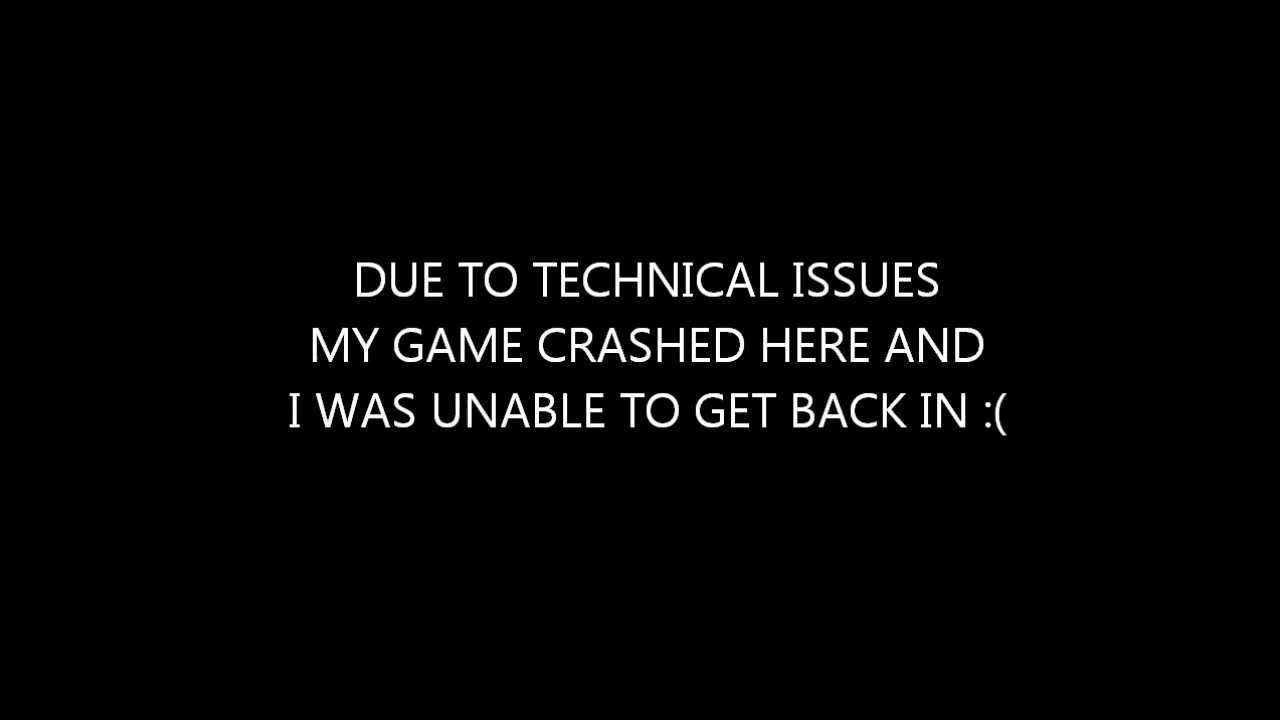 DUE TO TECHNICAL ISSUES
MY GAME CRASHED HERE AND
I WAS UNABLE TO GET BACK IN :(